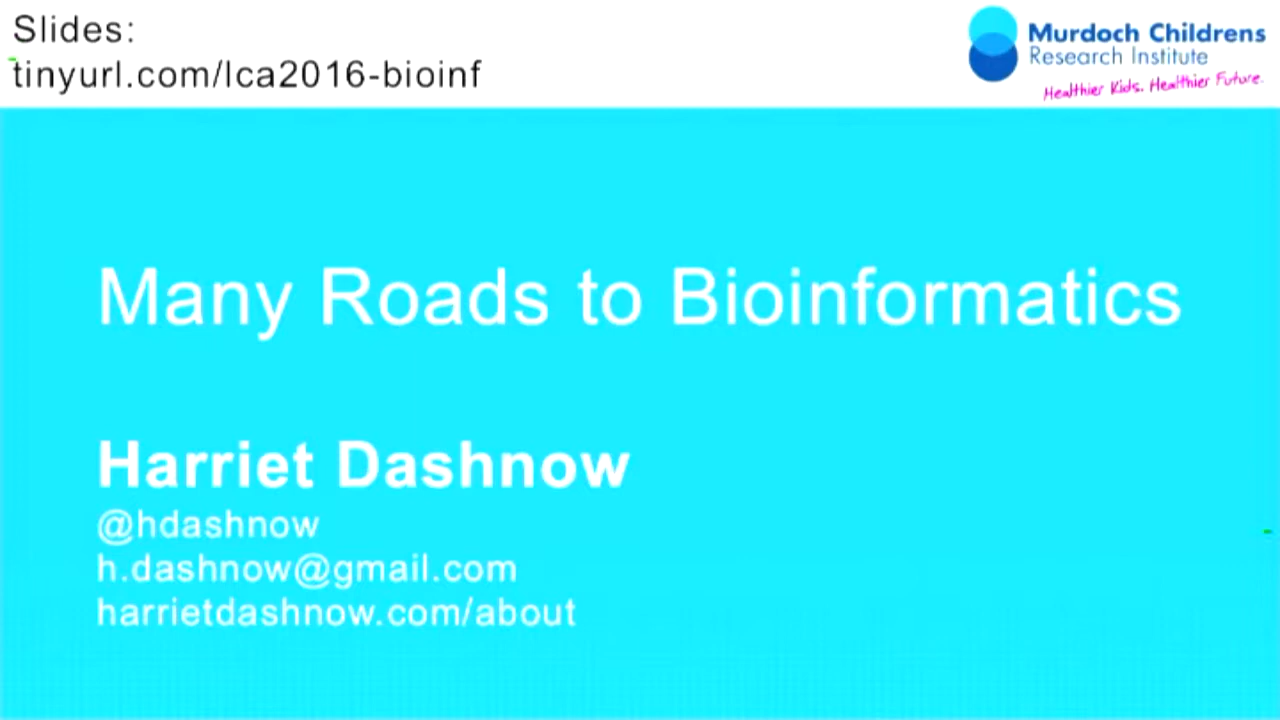 Slides:
tinyurl.com/lca2016-bioinf
Murdoch Childrens
Research Institute
Healthier Kids. Healthier Future.
Many Roads to Bioinformatics
Harriet Dashnow
@hdashnow
h.dashnow@gmail.com
harrietdashnow.com/about